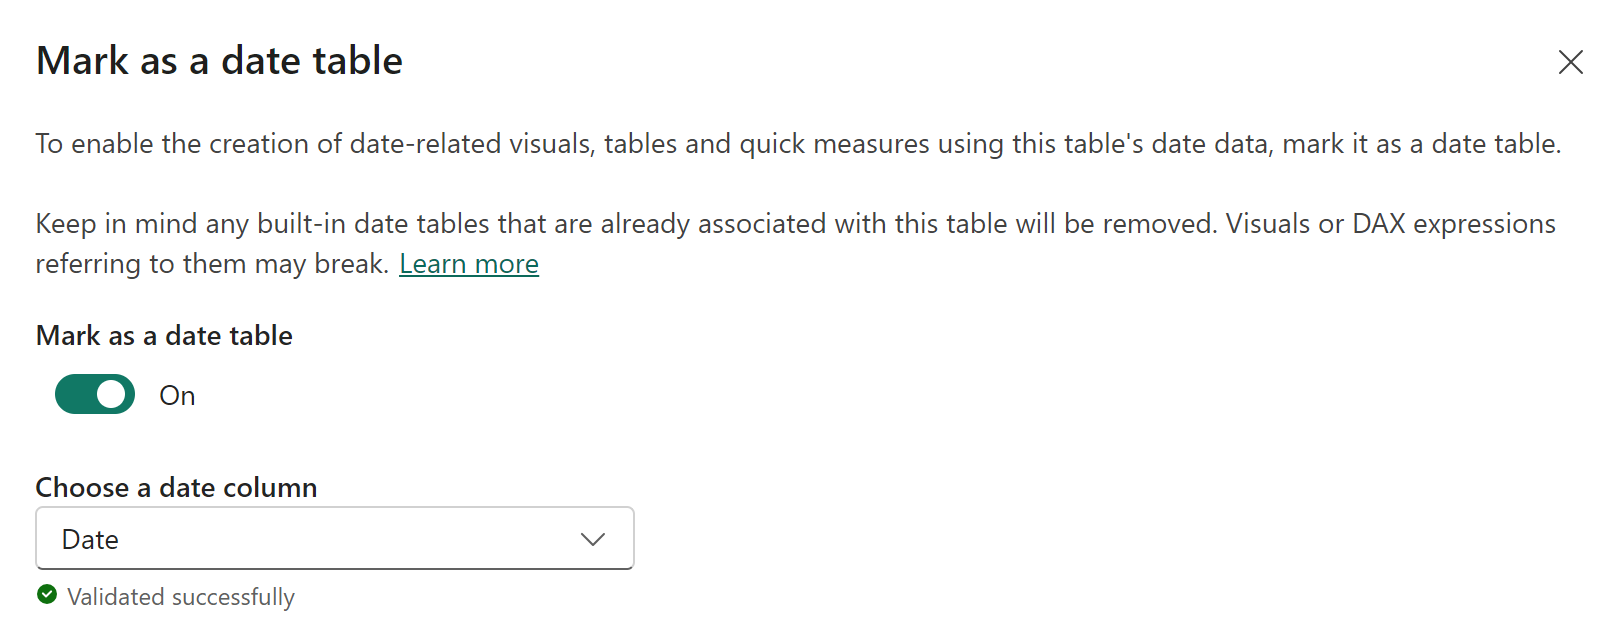 Mark as a date table
To enable the creation of date-related visuals, tables and quick measures using this table's date data, mark it as a date table.
Keep in mind any built-in date tables that are already associated with this table will be removed. Visuals or DAX expressions
referring to them may break. Learn more
Mark as a date table
On
Choose a date column
Date
Validated successfully